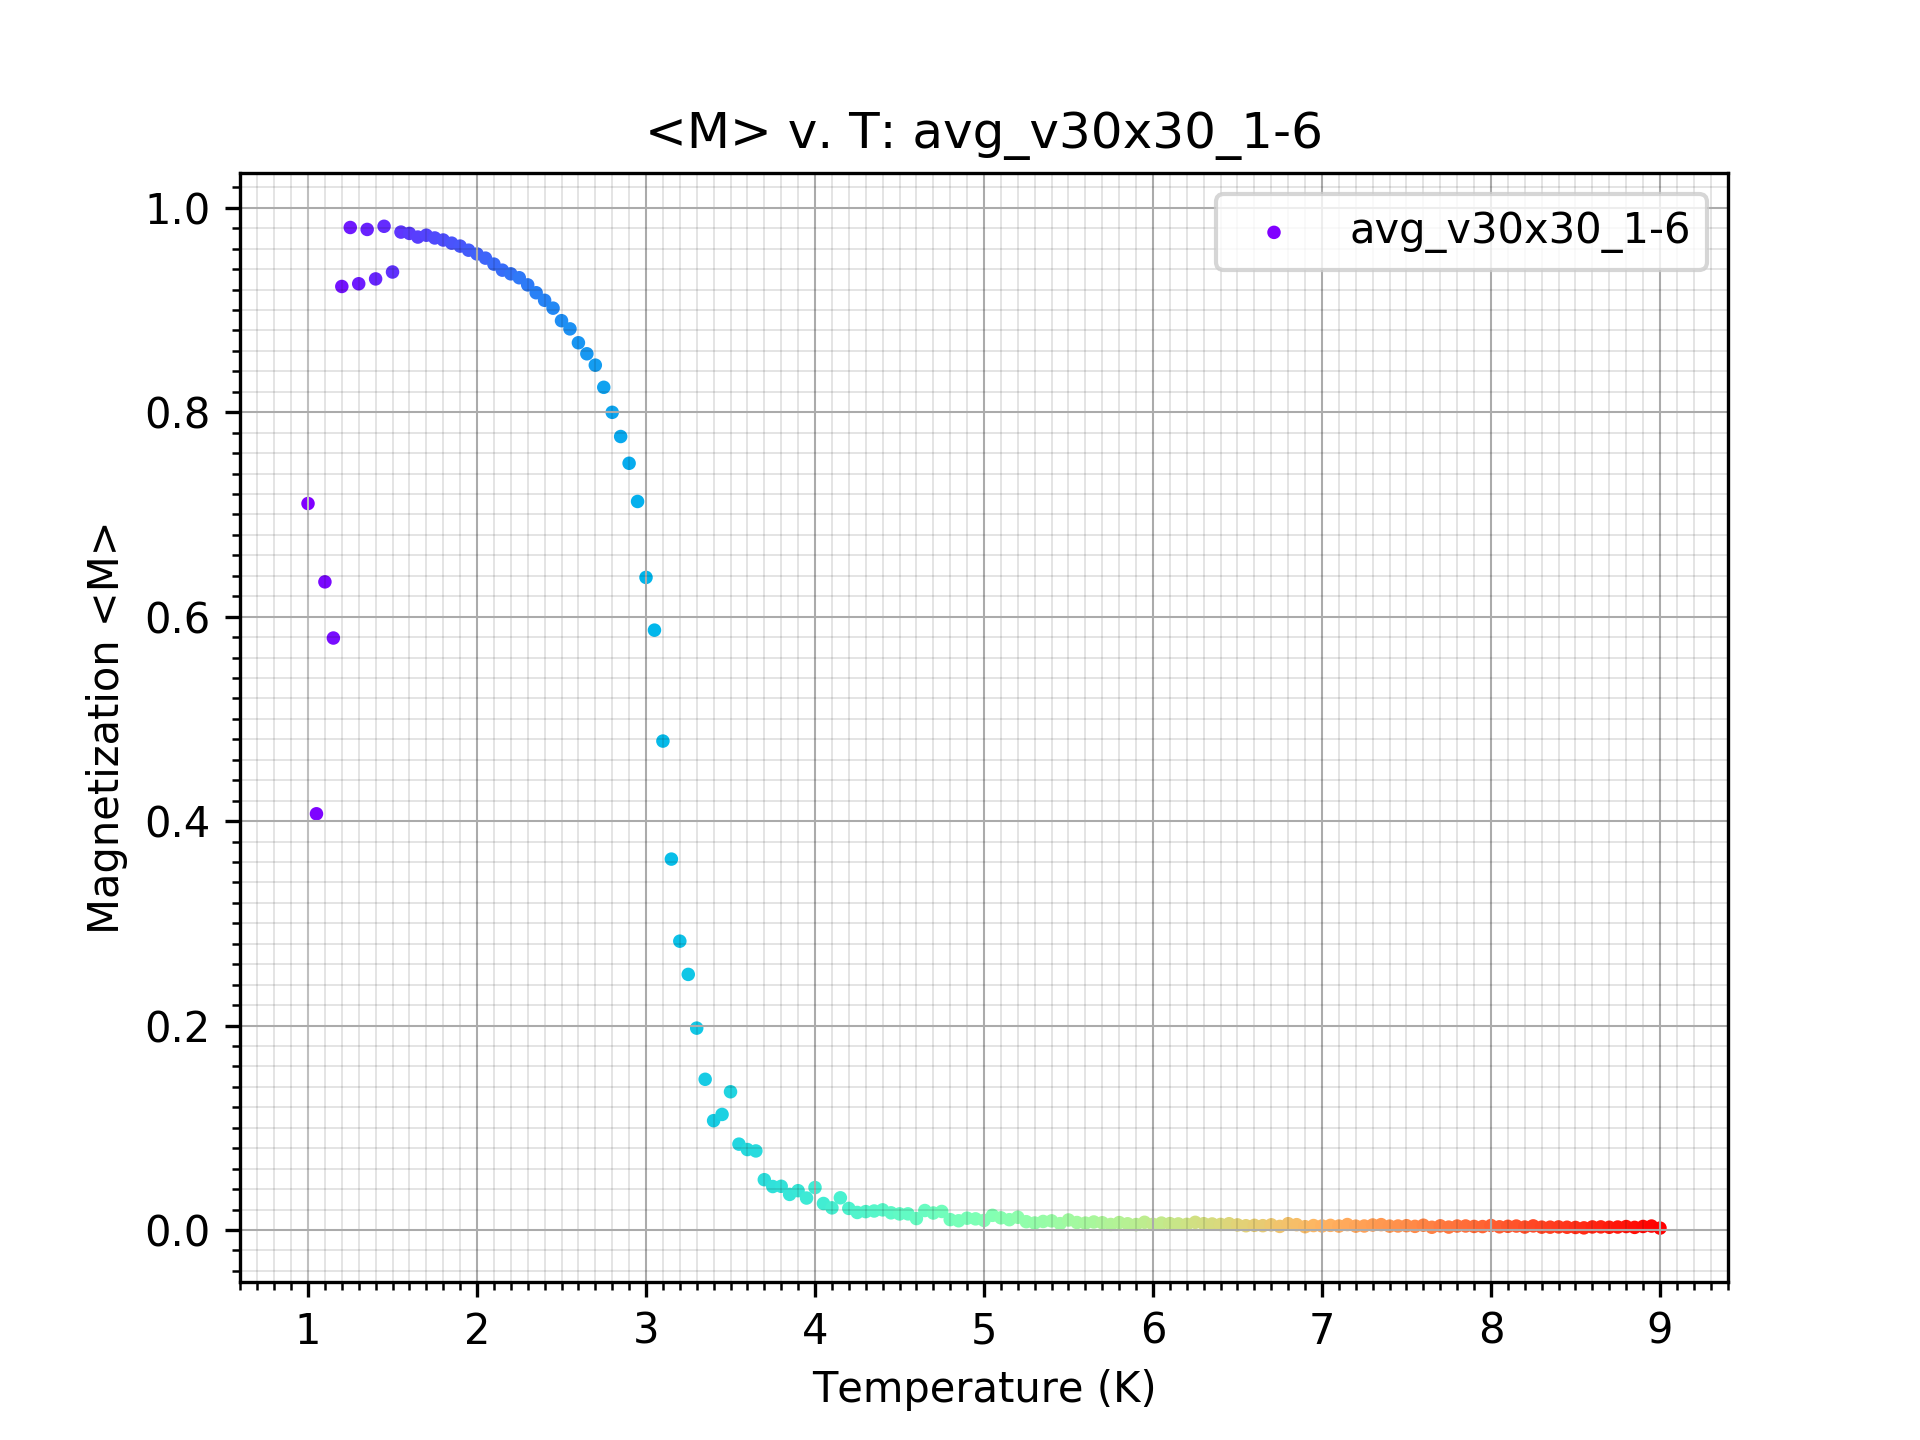 <M> v. T: avg_v30x30_1-6
avg_v30x30_1-6
Magnetization <M>
1.0
0.8
0.6
0.4
0.2
0.0
1 2 3 4 5 6 7 8 9
Temperature (K)